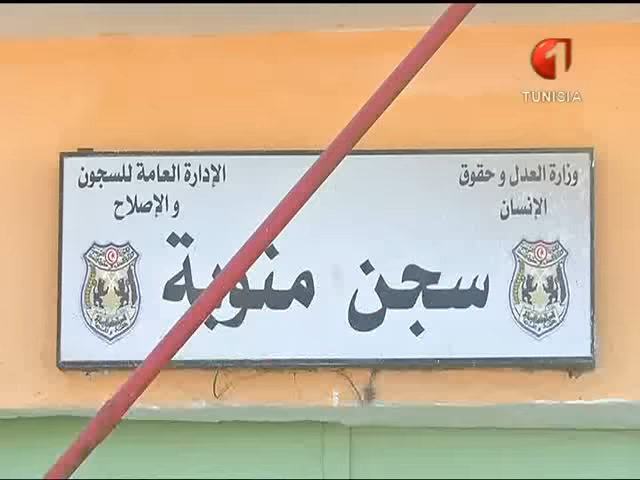 1
TUNISIA
وزارة العدل و حقوق
الإنسان
الإدارة العامة للسجون
و الإصلاح
سجن منوبة